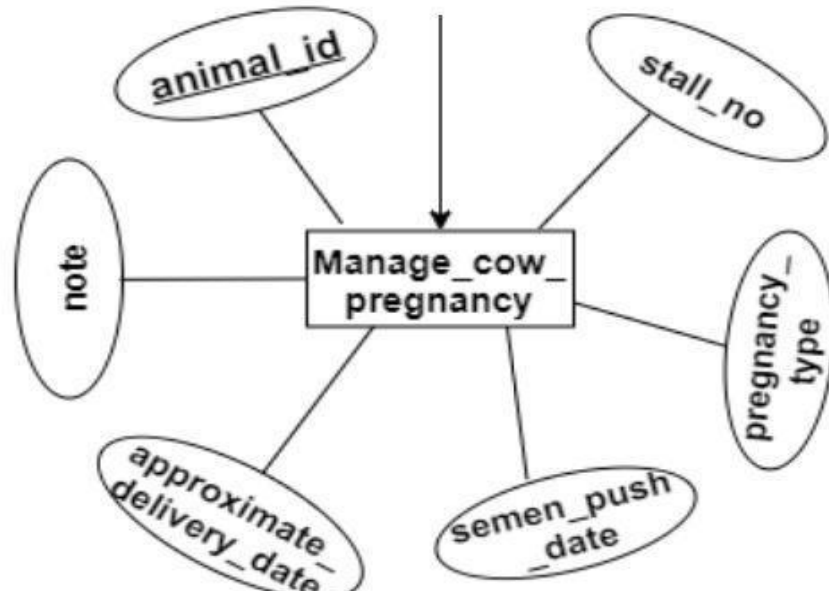 animal_id
stall_no
note
Manage_cow_
pregnancy
pregnancy_
type
approximate_
delivery_date
semen_push
_date